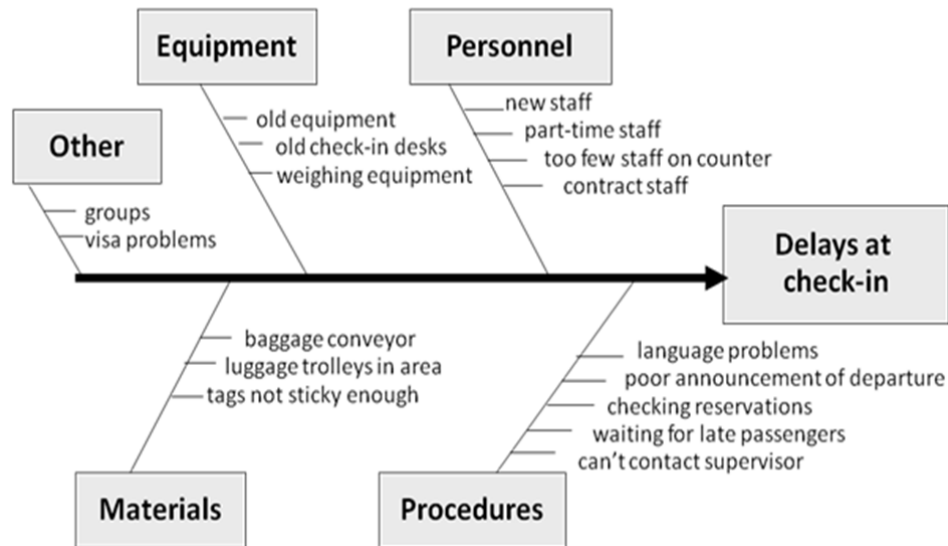 Equipment
Personnel
Other
old equipment
old check-in desks
weighing equipment
new staff
part-time staff
too few staff on counter
contract staff
groups
visa problems
Delays at
check-in
baggage conveyor
luggage trolleys in area
tags not sticky enough
language problems
poor announcement of departure
checking reservations
waiting for late passengers
can't contact supervisor
Materials
Procedures